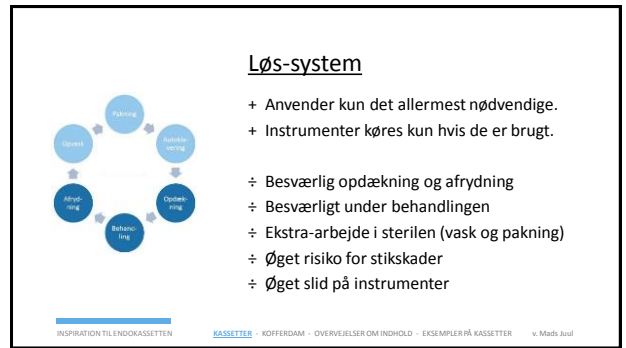 Løs-system
+ Anvender kun det allermest nødvendige.
+ Instrumenter køres kun hvis de er brugt.
÷ Besværlig opdækning og afrydning
÷ Besværligt under behandlingen
÷ Ekstra-arbejde i sterilen (vask og pakning)
÷ Øget risiko for stikskader
÷ Øget slid på instrumenter
Pakning
Autokla-
vering
Opdæk-
ning
Behand-
ling
Afryd-
ning
Opvask
INSPIRATION TIL ENDOKASSETTEN
KASSETTER - KOFFERDAM - OVERVEJELSER OM INDHOLD - EKSEMPLER PÅ KASSETTER
v. Mads Juul